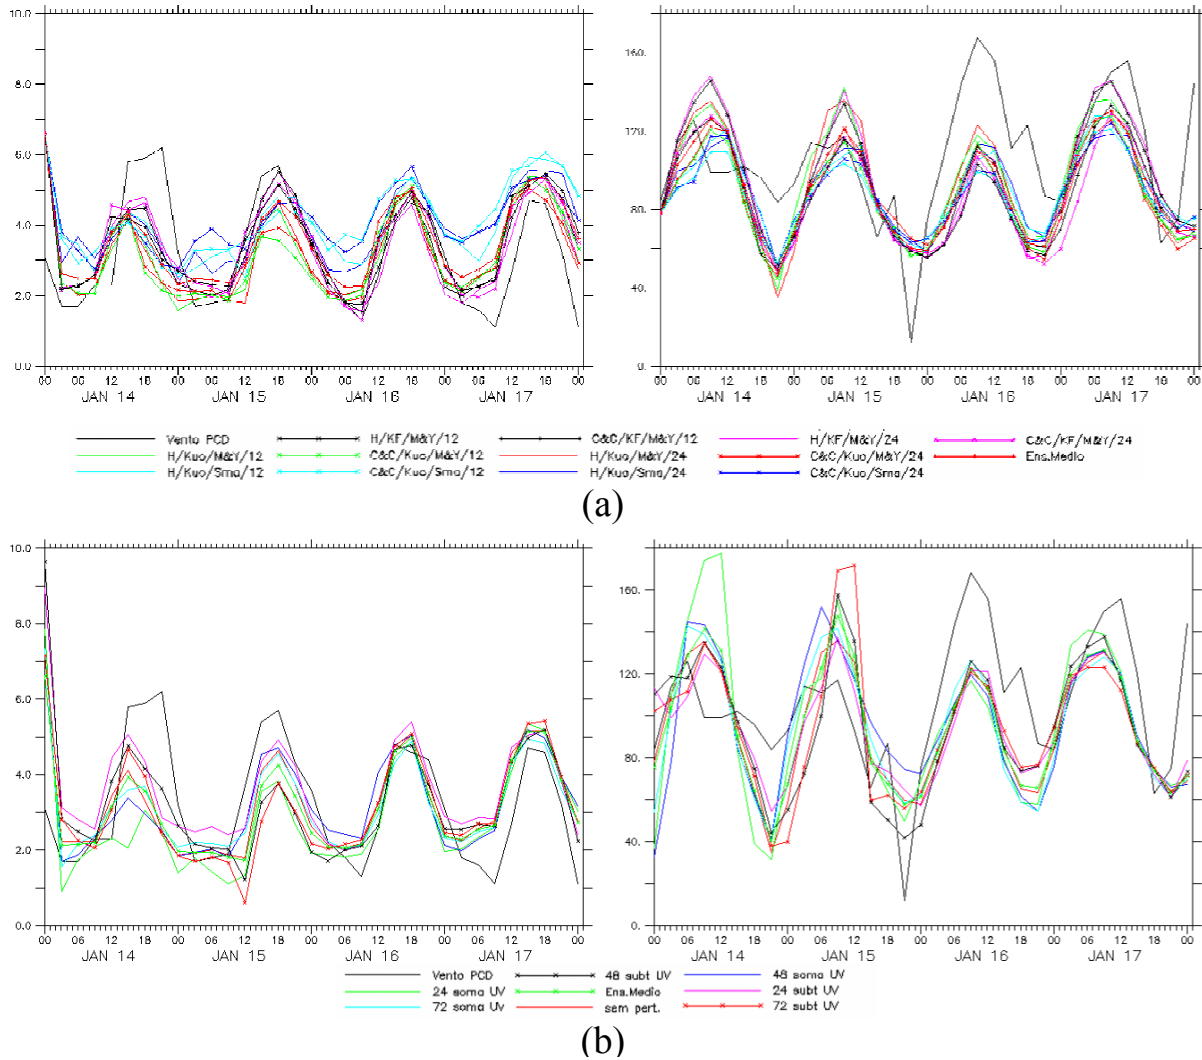 10.0
8.0
6.0
4.0
2.0
0.0
00 06 12 18 00 06 12 18 00 06 12 18 00 06 12 18 00
JAN 14 JAN 15 JAN 16 JAN 17
160.
120.
80.
40.
0.
00 06 12 18 00 06 12 18 00 06 12 18 00 06 12 18 00
JAN 14 JAN 15 JAN 16 JAN 17
Vento PCD H/KF/M&Y/12 C&C/KF/M&Y/12 H/KF/M&Y/24 C&C/KF/M&Y/24
H/Kuo/M&Y/12 C&C/Kuo/M&Y/12 H/Kuo/M&Y/24 C&C/Kuo/M&Y/24 Ens.Medio
H/Kuo/Sma/12 C&C/Kuo/Sma/12 H/Kuo/Sma/24 C&C/Kuo/Sma/24
(a)
10.0
8.0
6.0
4.0
2.0
0.0
00 06 12 18 00 06 12 18 00 06 12 18 00 06 12 18 00
JAN 14 JAN 15 JAN 16 JAN 17
160.
120.
80.
40.
0.
00 06 12 18 00 06 12 18 00 06 12 18 00 06 12 18 00
JAN 14 JAN 15 JAN 16 JAN 17
Vento PCD 48 subt UV 48 soma UV
24 soma UV Ens.Medio 24 subt UV
72 soma UV sem pert. 72 subt UV
(b)